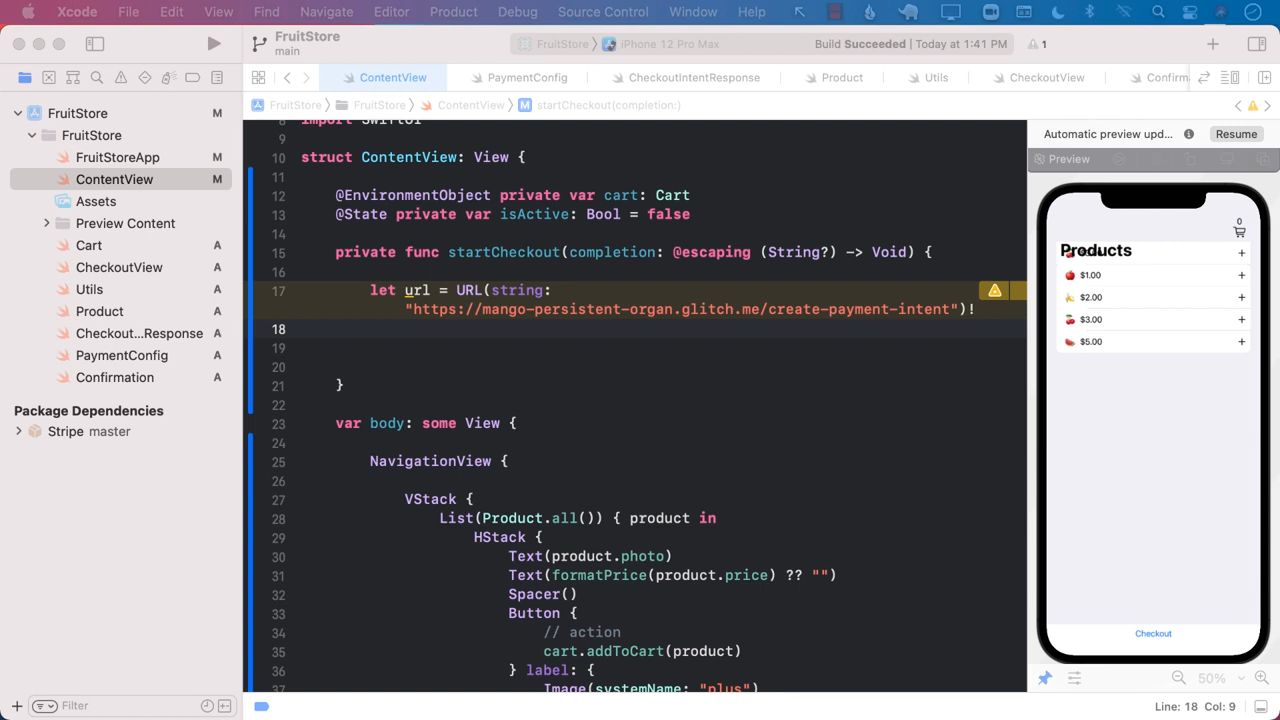 Xcode File Edit View Find Navigate Editor Product Debug Source Control Window Help
FruitStore
main
FruitStore 〉 iPhone 12 Pro Max
Build Succeeded | Today at 1:41 PM
1
ContentView
PaymentConfig
CheckoutIntentResponse
Product
Utils
CheckoutView
Confirm
FruitStore 〉 FruitStore 〉 ContentView 〉 M startCheckout(completion:)
FruitStore M
FruitStore
FruitStoreApp M
ContentView M
Assets
Preview Content
Cart A
CheckoutView A
Utils A
Product A
Checkout...Response A
PaymentConfig A
Confirmation A
Package Dependencies
Stripe master
Filter
8 import SwiftUI
9
10 struct ContentView: View {
11
12 @EnvironmentObject private var cart: Cart
13 @State private var isActive: Bool = false
14
15 private func startCheckout(completion: @escaping (String?) -> Void) {
16
17 let url = URL(string:
"https://mango-persistent-organ.glitch.me/create-payment-intent")!
18
19
20
21 }
22
23 var body: some View {
24
25 NavigationView {
26
27 VStack {
28 List(Product.all()) { product in
29 HStack {
30 Text(product.photo)
31 Text(formatPrice(product.price) ?? "")
32 Spacer()
33 Button {
34 // action
35 cart.addToCart(product)
36 } label: {
37 Image(systemName: "plus")
Automatic preview upd... Resume
Preview
0
Products
$1.00 +
$2.00 +
$3.00 +
$5.00 +
Checkout
50%
Line: 18 Col: 9